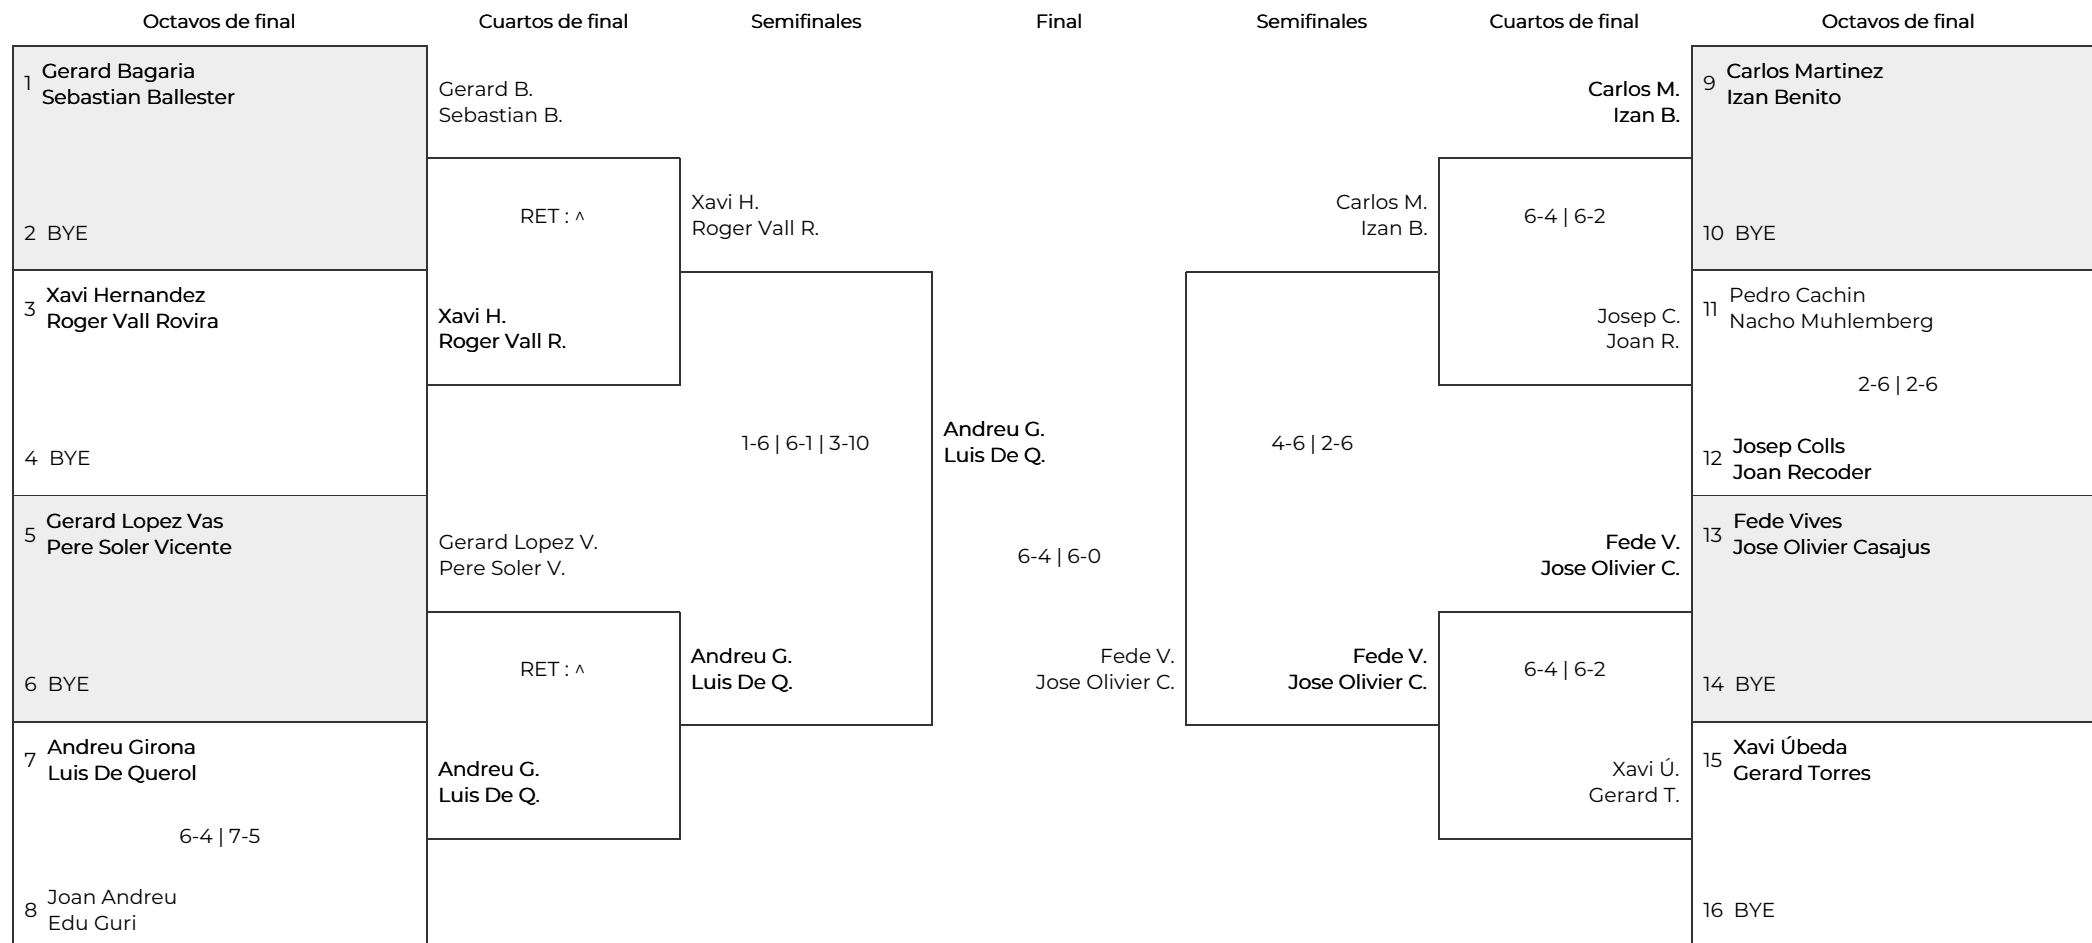 Octavos de final
Cuartos de final
Semifinales
Final
Semifinales
Cuartos de final
Octavos de final
1
Gerard Bagaria
Sebastian Ballester
2 BYE
3
Xavi Hernandez
Roger Vall Rovira
4 BYE
5
Gerard Lopez Vas
Pere Soler Vicente
6 BYE
7
Andreu Girona
Luis De Querol
6-4 | 7-5
8
Joan Andreu
Edu Guri
Gerard B.
Sebastian B.
RET : ^
Xavi H.
Roger Vall R.
Gerard Lopez V.
Pere Soler V.
RET : ^
Andreu G.
Luis De Q.
Xavi H.
Roger Vall R.
1-6 | 6-1 | 3-10
Andreu G.
Luis De Q.
Andreu G.
Luis De Q.
6-4 | 6-0
Fede V.
Jose Olivier C.
Carlos M.
Izan B.
4-6 | 2-6
Fede V.
Jose Olivier C.
Carlos M.
Izan B.
6-4 | 6-2
Josep C.
Joan R.
Fede V.
Jose Olivier C.
6-4 | 6-2
Xavi Ú.
Gerard T.
9
Carlos Martinez
Izan Benito
10 BYE
11
Pedro Cachin
Nacho Muhlemberg
2-6 | 2-6
12
Josep Colls
Joan Recoder
13
Fede Vives
Jose Olivier Casajus
14 BYE
15
Xavi Úbeda
Gerard Torres
16 BYE